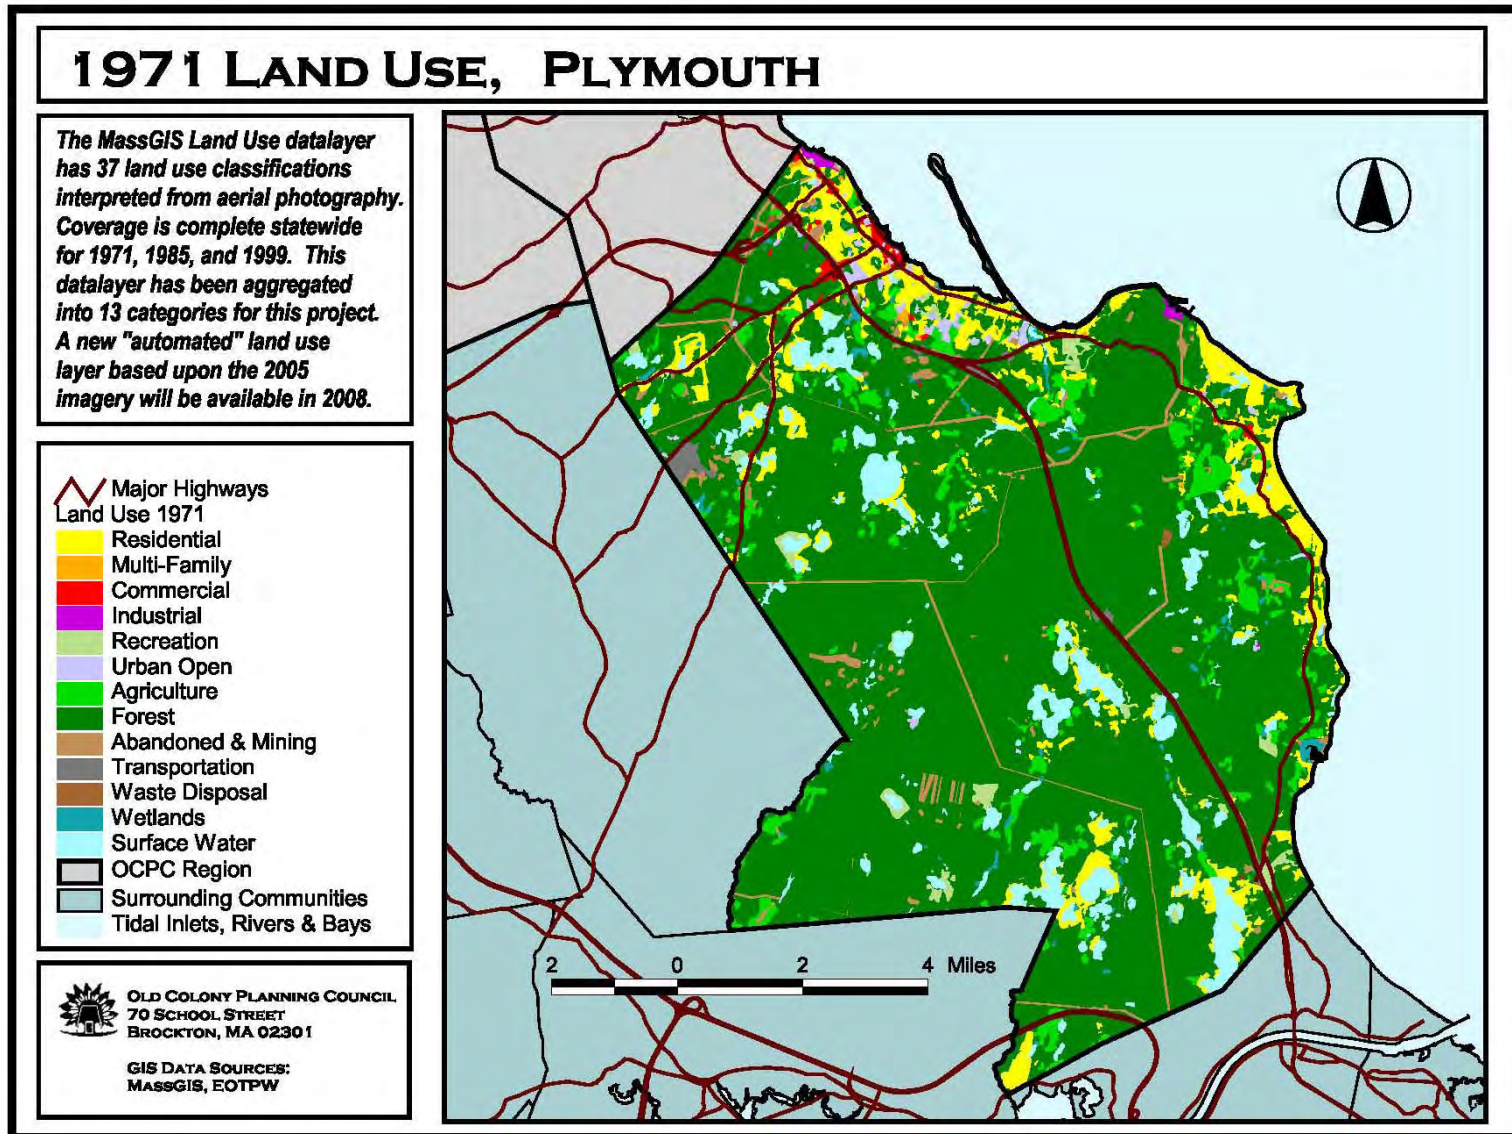 1971 LAND USE, PLYMOUTH
The MassGIS Land Use datalayer
has 37 land use classifications
interpreted from aerial photography.
Coverage is complete statewide
for 1971, 1985, and 1999. This
datalayer has been aggregated
into 13 categories for this project.
A new "automated" land use
layer based upon the 2005
imagery will be available in 2008.
Major Highways
Land Use 1971
Residential
Multi-Family
Commercial
Industrial
Recreation
Urban Open
Agriculture
Forest
Abandoned & Mining
Transportation
Waste Disposal
Wetlands
Surface Water
OCPC Region
Surrounding Communities
Tidal Inlets, Rivers & Bays
OLD COLONY PLANNING COUNCIL
70 SCHOOL STREET
BROCKTON, MA 02301
GIS DATA SOURCES:
MASSGIS, EOTPW
2 0 2 4 Miles